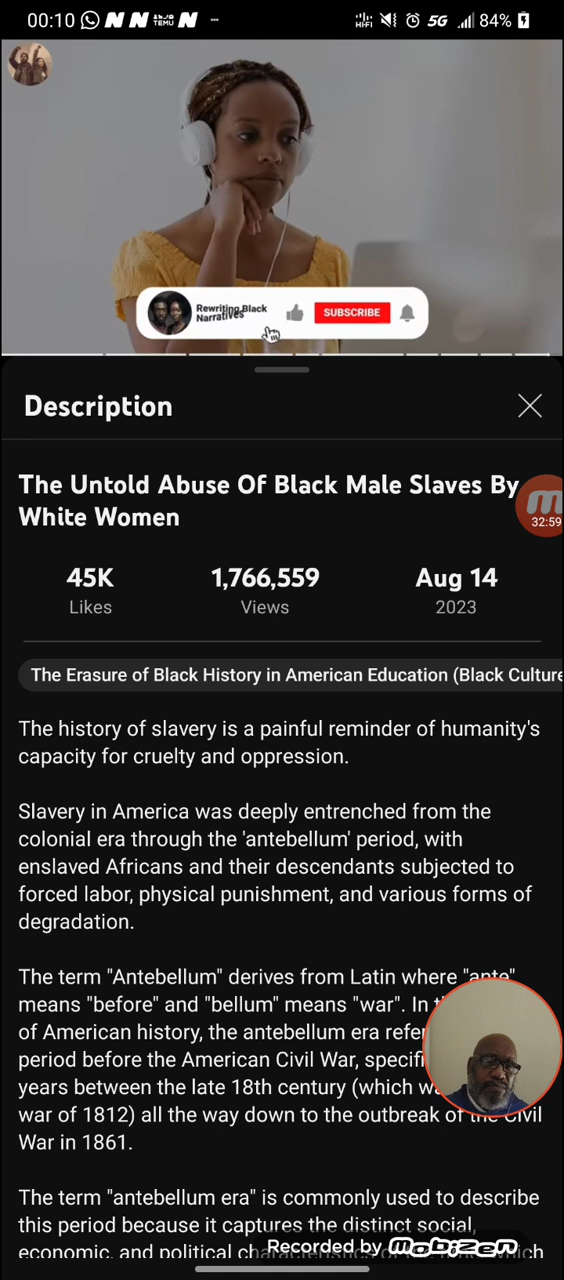 00:10 TEMU HiFi 5G 84%
Rewriting Black
Narratives
SUBSCRIBE
Description
The Untold Abuse Of Black Male Slaves By
White Women
32:59
45K 1,766,559 Aug 14
Likes Views 2023
The Erasure of Black History in American Education (Black Culture
The history of slavery is a painful reminder of humanity's
capacity for cruelty and oppression.
Slavery in America was deeply entrenched from the
colonial era through the 'antebellum' period, with
enslaved Africans and their descendants subjected to
forced labor, physical punishment, and various forms of
degradation.
The term "Antebellum" derives from Latin where "ante"
means "before" and "bellum" means "war". In
of American history, the antebellum era
period before the American Civil War,
years between the late 18th century (which
war of 1812) all the way down to the outbreak of the Civil
War in 1861.
The term "antebellum era" is commonly used to describe
this period because it captures the distinct social,
economic, and political which
Recorded by MOBIZEN